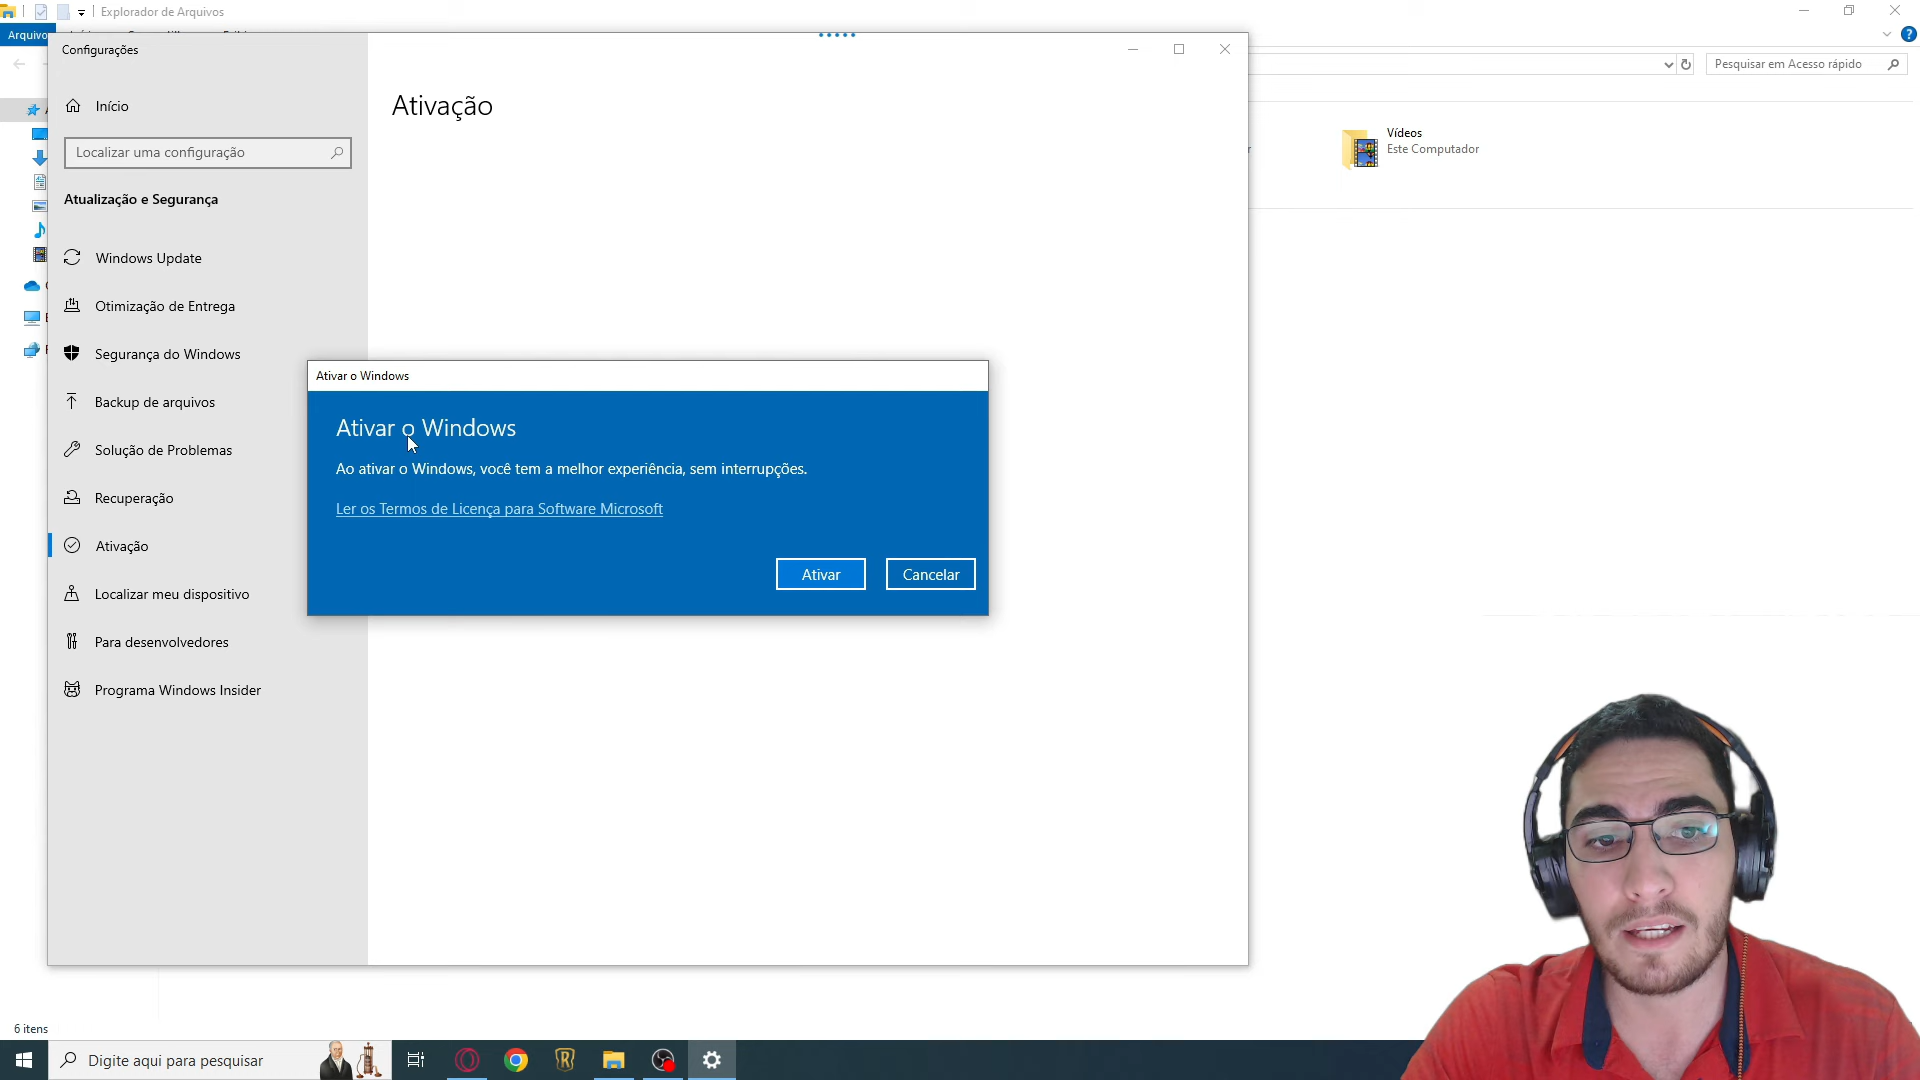 Explorador de Arquivos
Arquivo
Pesquisar em Acesso rápido
Configurações
Início
Localizar uma configuração
Atualização e Segurança
Windows Update
Otimização de Entrega
Segurança do Windows
Backup de arquivos
Solução de Problemas
Recuperação
Ativação
Localizar meu dispositivo
Para desenvolvedores
Programa Windows Insider
Ativação
Vídeos
Este Computador
Ativar o Windows
Ativar o Windows
Ao ativar o Windows, você tem a melhor experiência, sem interrupções.
Ler os Termos de Licença para Software Microsoft
Ativar
Cancelar
6 itens
Digite aqui para pesquisar